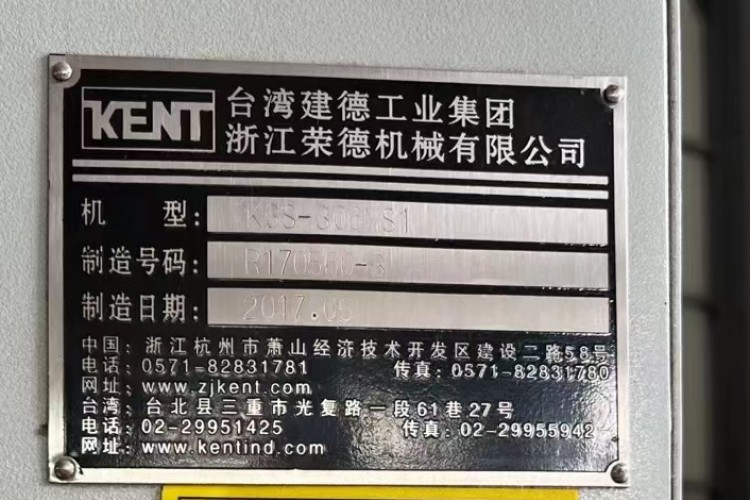 KENT
台湾建德工业集团
浙江荣德机械有限公司
机 型:
制造号码:
制造日期: 2017.05
中国: 浙江杭州市萧山经济技术开发区建设二路58号
电话: 0571-82831781 传真: 0571-82831780
网址: www.zjkent.com
台湾: 台北县三重市光复路一段61巷27号
电话: 02-29951425 传真: 02-29955942
网址: www.kentind.com